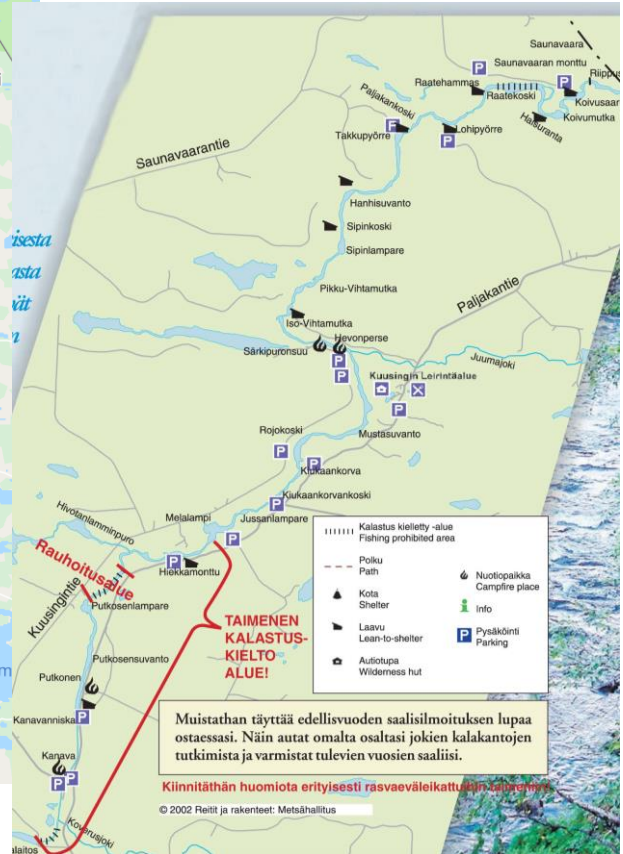 Saunavaara
Saunavaaran monttu
Raatehammas
Raatekoski
Koivumutka
Haisuranta
Paljakankoski
Takkupyörre
Lohipyörre
Saunavaarantie
Hanhisuvanto
Sipinkoski
Sipinlampare
Pikku-Vihtamutka
Paljakantie
Iso-Vihtamutka
Hevonperse
Särkipuronsuu
Juumajoki
Kuusingin Leirintäalue
Mustasuvanto
Rojokoski
Kiukaankorva
Kiukaankorvankoski
Jussanlampare
Melalampi
Hivotanlamminpuro
Rauhoitusalue
Hiekkamonttu
Kuusingintie
Putkosenlampare
TAIMENEN
KALASTUS-
KIELTO
ALUE!
Putkosensuvanto
Putkonen
Kanavanniska
Kanava
Koverusjoki
Kalastus kielletty -alue
Fishing prohibited area
Polku
Path
Kota
Shelter
Laavu
Lean-to-shelter
Autiotupa
Wilderness hut
Nuotiopaikka
Campfire place
Info
Pysäköinti
Parking
Muistathan täyttää edellisvuoden saalisilmoituksen lupaa
ostaessasi. Näin autat omalta osaltasi jokien kalakantojen
tutkimista ja varmistat tulevien vuosien saaliisi.
Kiinnitäthän huomiota erityisesti
© 2002 Reitit ja rakenteet: Metsähallitus